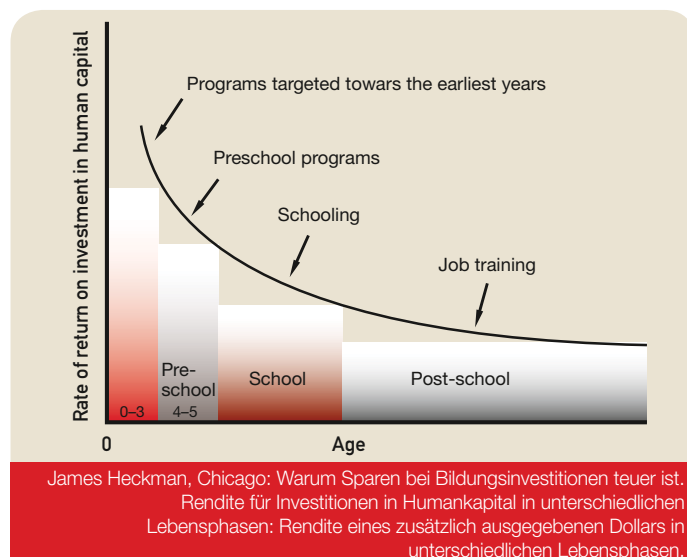 Rate of return on investment in human capital
Programs targeted towars the earliest years
Preschool programs
Schooling
Job training
Pre-
school
School
Post-school
0–3
4–5
0
Age
James Heckman, Chicago: Warum Sparen bei Bildungsinvestitionen teuer ist.
Rendite für Investitionen in Humankapital in unterschiedlichen
Lebensphasen: Rendite eines zusätzlich ausgegebenen Dollars in
unterschiedlichen Lebensphasen.